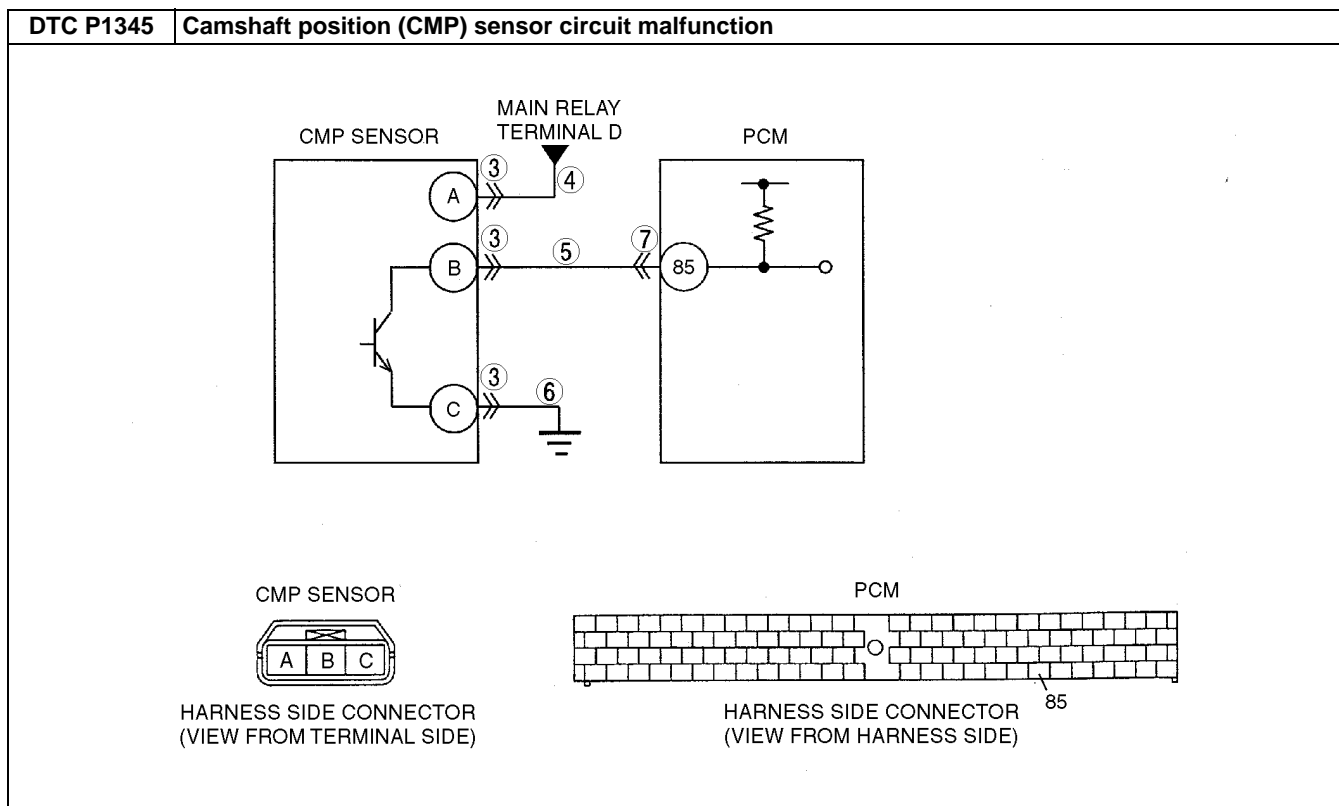 DTC P1345 Camshaft position (CMP) sensor circuit malfunction
MAIN RELAY
TERMINAL D
CMP SENSOR
PCM
3
4
A
3
5
7
B
85
3
6
C
CMP SENSOR
PCM
A B C
85
HARNESS SIDE CONNECTOR
(VIEW FROM TERMINAL SIDE)
HARNESS SIDE CONNECTOR
(VIEW FROM HARNESS SIDE)